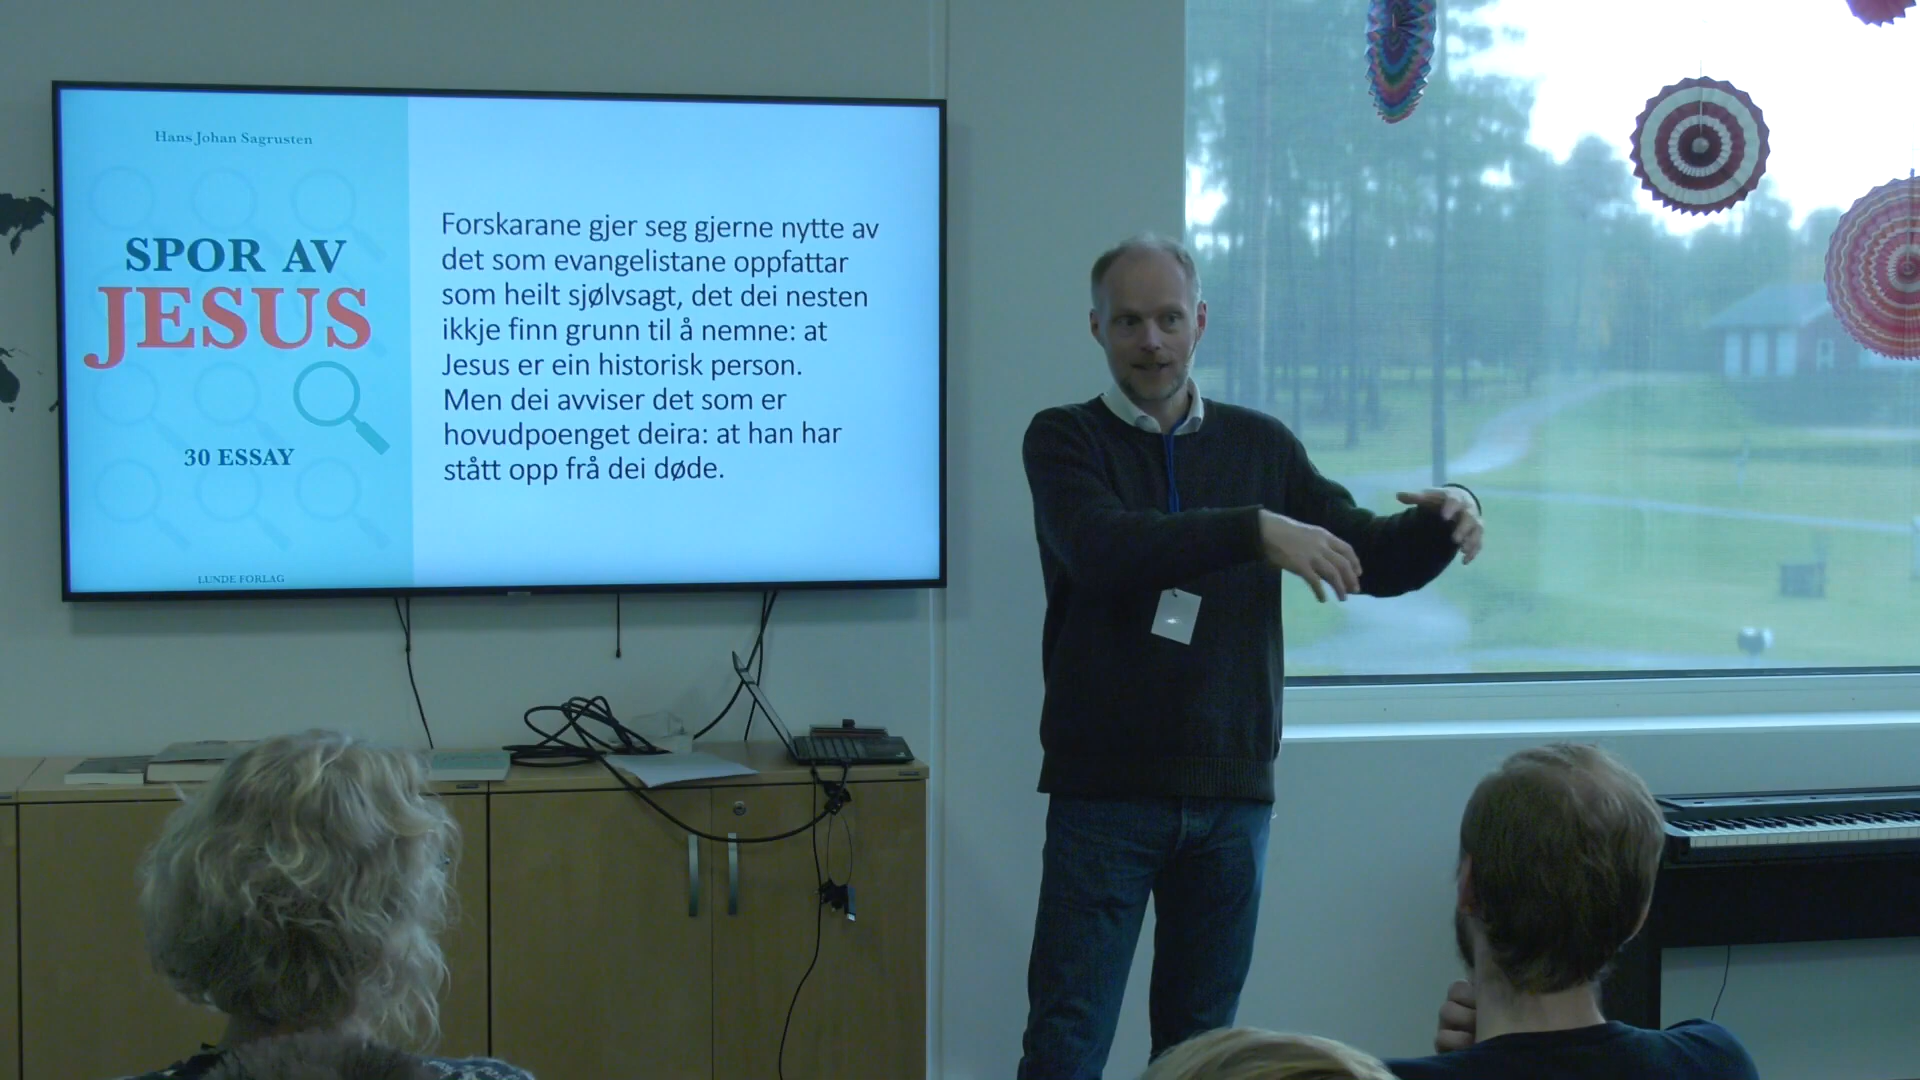 Hans Johan Sagrusten
SPOR AV
JESUS
30 ESSAY
LUNDE FORLAG
Forskarane gjer seg gjerne nytte av
det som evangelistane oppfattar
som heilt sjølvsagt, det dei nesten
ikkje finn grunn til å nemne: at
Jesus er ein historisk person.
Men dei avviser det som er
hovudpoenget deira: at han har
stått opp frå dei døde.